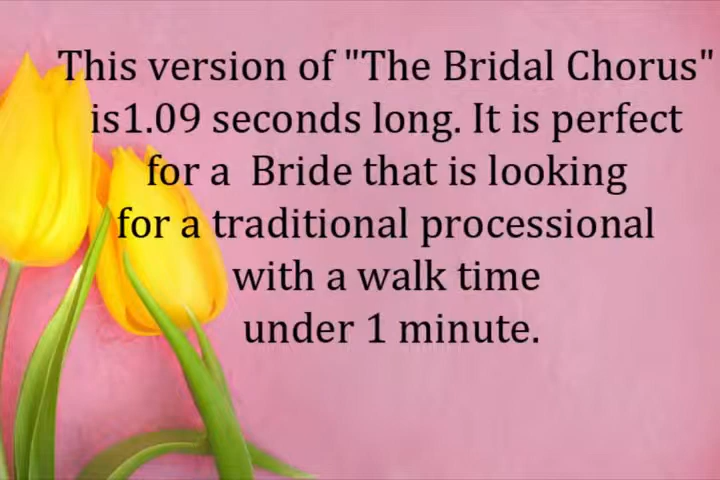 This version of "The Bridal Chorus"
is1.09 seconds long. It is perfect
for a  Bride that is looking
for a traditional processional
with a walk time
under 1 minute.